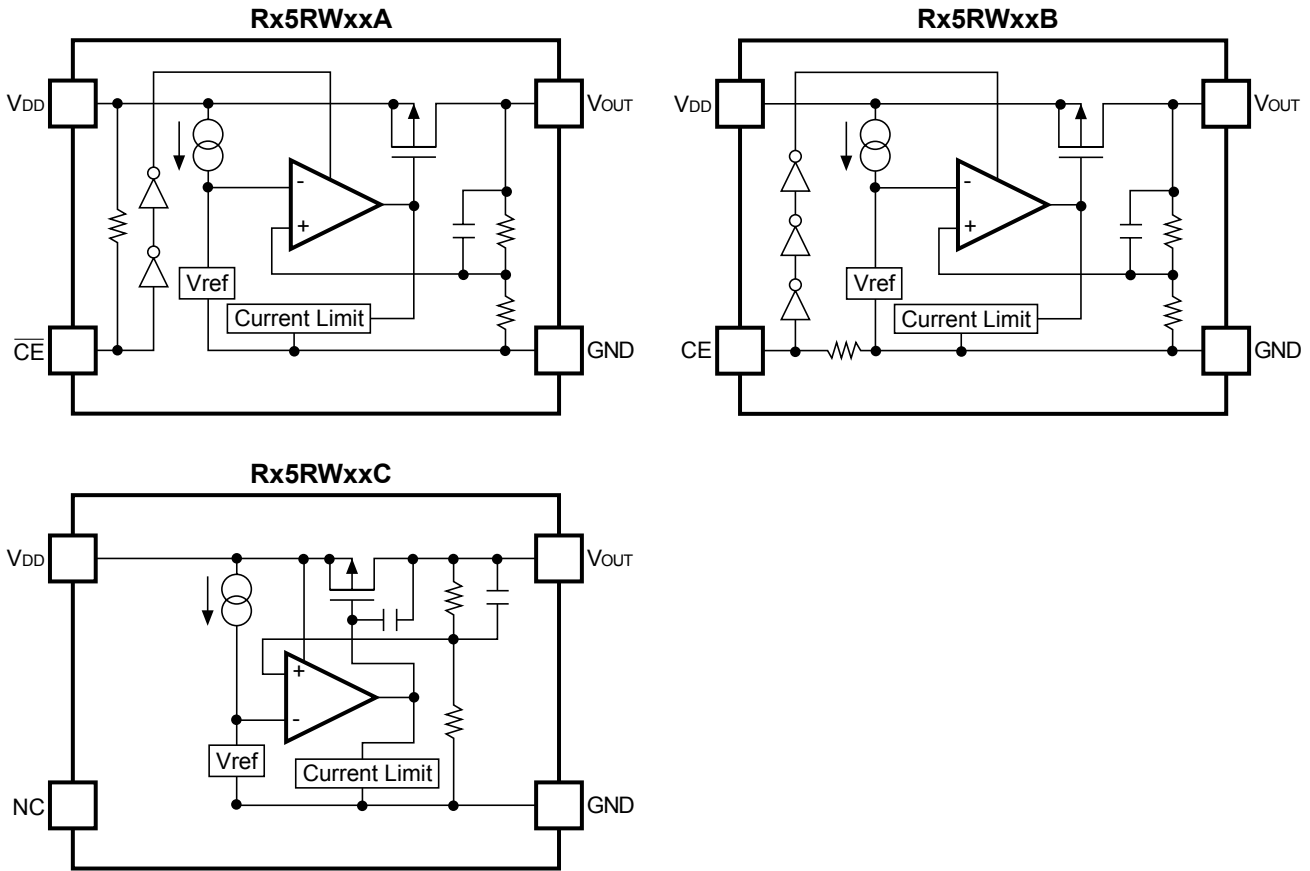 Rx5RWxxA
VDD
VOUT
-
+
Vref
Current Limit
C̅E̅
GND
Rx5RWxxB
VDD
VOUT
-
+
Vref
Current Limit
CE
GND
Rx5RWxxC
VDD
VOUT
+
-
Vref
Current Limit
NC
GND